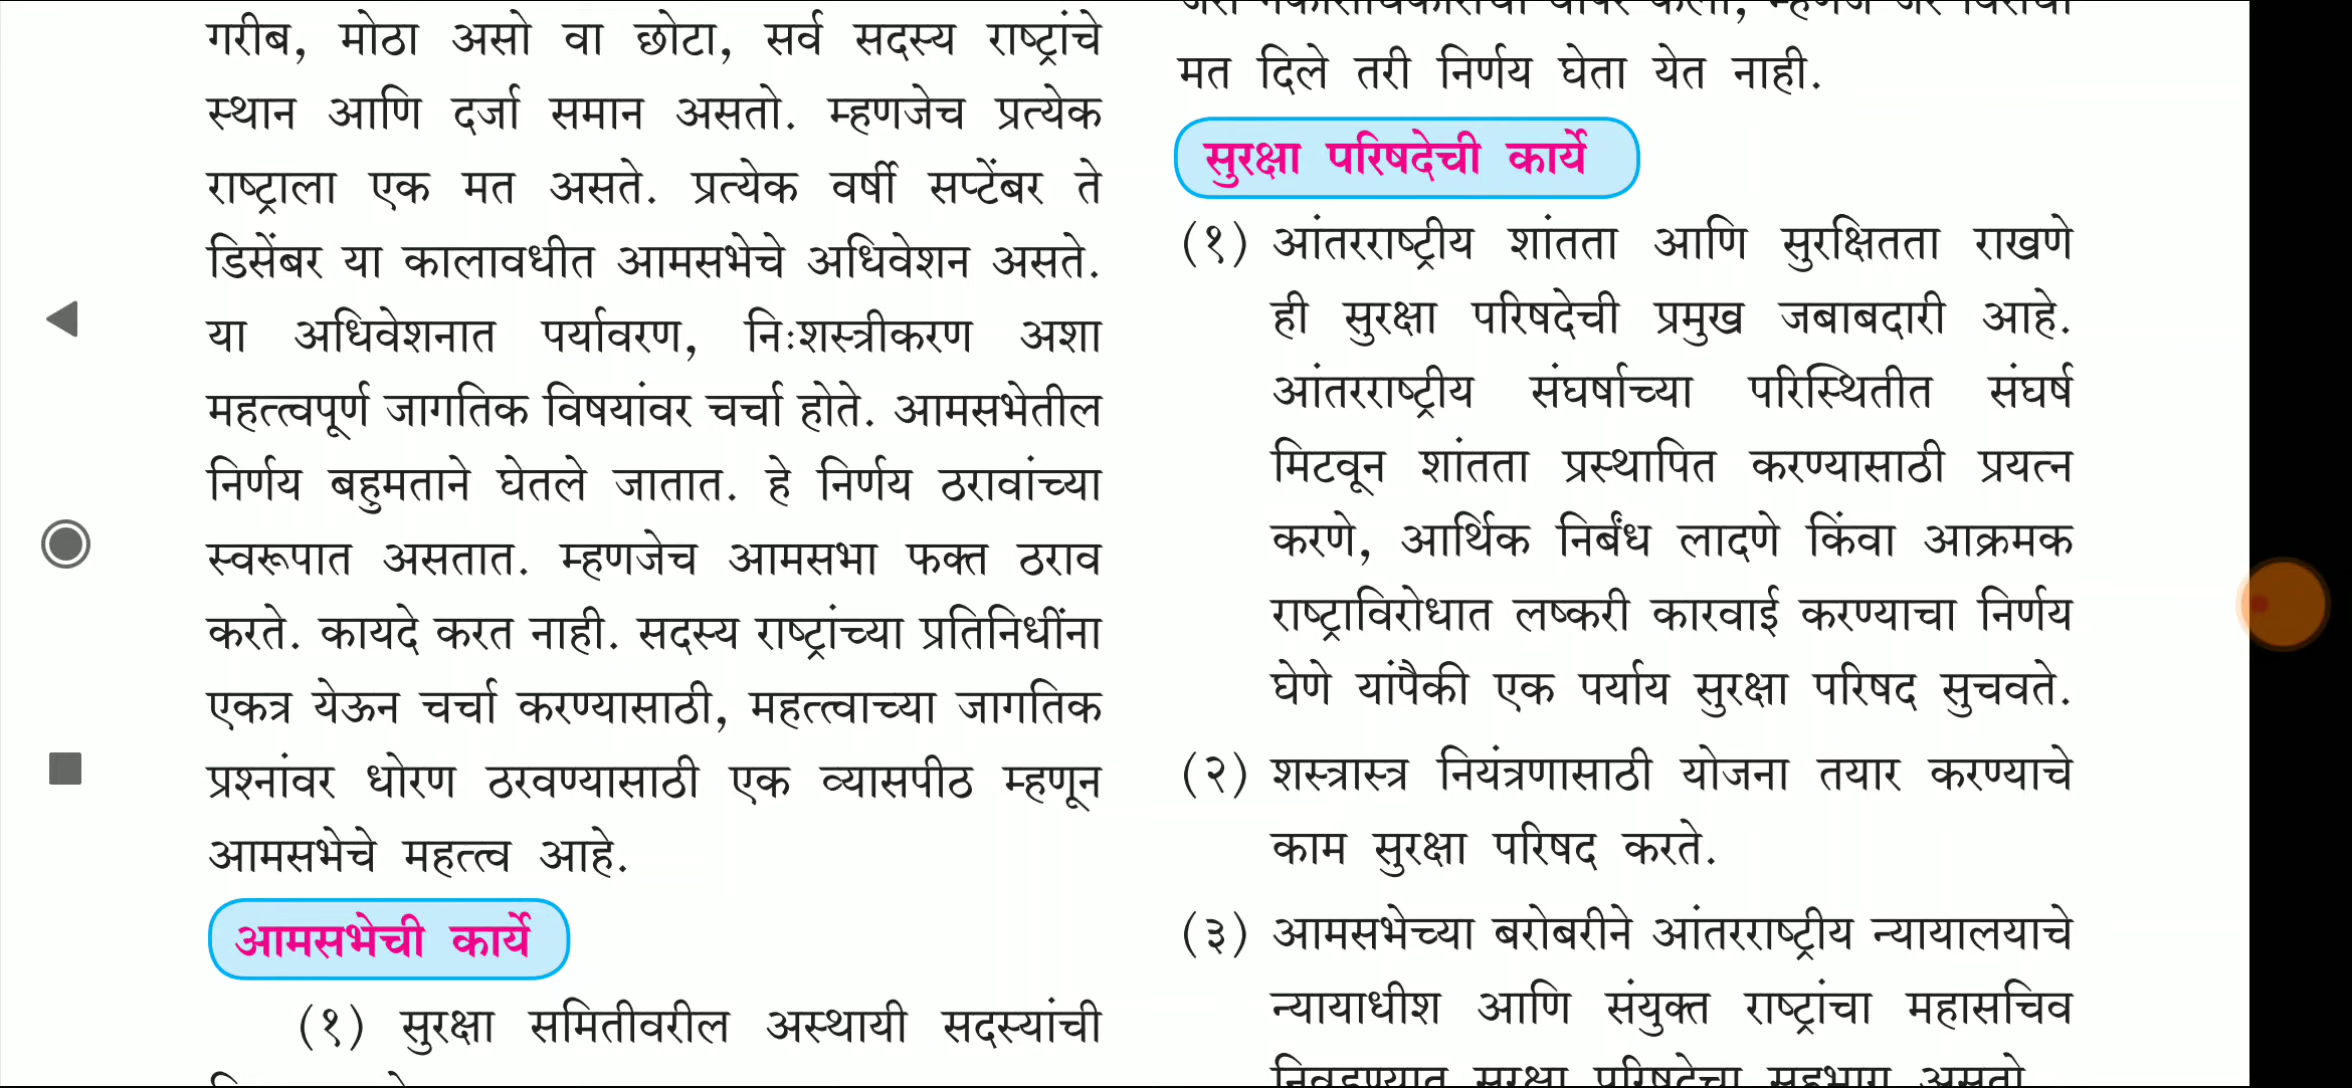 गरीब, मोठा असो वा छोटा, सर्व सदस्य राष्ट्रांचे
स्थान आणि दर्जा समान असतो. म्हणजेच प्रत्येक
राष्ट्राला एक मत असते. प्रत्येक वर्षी सप्टेंबर ते
डिसेंबर या कालावधीत आमसभेचे अधिवेशन असते.
या अधिवेशनात पर्यावरण, निःशस्त्रीकरण अशा
महत्त्वपूर्ण जागतिक विषयांवर चर्चा होते. आमसभेतील
निर्णय बहुमताने घेतले जातात. हे निर्णय ठरावांच्या
स्वरूपात असतात. म्हणजेच आमसभा फक्त ठराव
करते. कायदे करत नाही. सदस्य राष्ट्रांच्या प्रतिनिधींना
एकत्र येऊन चर्चा करण्यासाठी, महत्त्वाच्या जागतिक
प्रश्नांवर धोरण ठरवण्यासाठी एक व्यासपीठ म्हणून
आमसभेचे महत्त्व आहे.
आमसभेची कार्ये
(१) सुरक्षा समितीवरील अस्थायी सदस्यांची
मत दिले तरी निर्णय घेता येत नाही.
सुरक्षा परिषदेची कार्ये
(१) आंतरराष्ट्रीय शांतता आणि सुरक्षितता राखणे
ही सुरक्षा परिषदेची प्रमुख जबाबदारी आहे.
आंतरराष्ट्रीय संघर्षाच्या परिस्थितीत संघर्ष
मिटवून शांतता प्रस्थापित करण्यासाठी प्रयत्न
करणे, आर्थिक निर्बंध लादणे किंवा आक्रमक
राष्ट्राविरोधात लष्करी कारवाई करण्याचा निर्णय
घेणे यांपैकी एक पर्याय सुरक्षा परिषद सुचवते.
(२) शस्त्रास्त्र नियंत्रणासाठी योजना तयार करण्याचे
काम सुरक्षा परिषद करते.
(३) आमसभेच्या बरोबरीने आंतरराष्ट्रीय न्यायालयाचे
न्यायाधीश आणि संयुक्त राष्ट्रांचा महासचिव
निवडण्यात सुरक्षा परिषदेचा सहभाग असतो